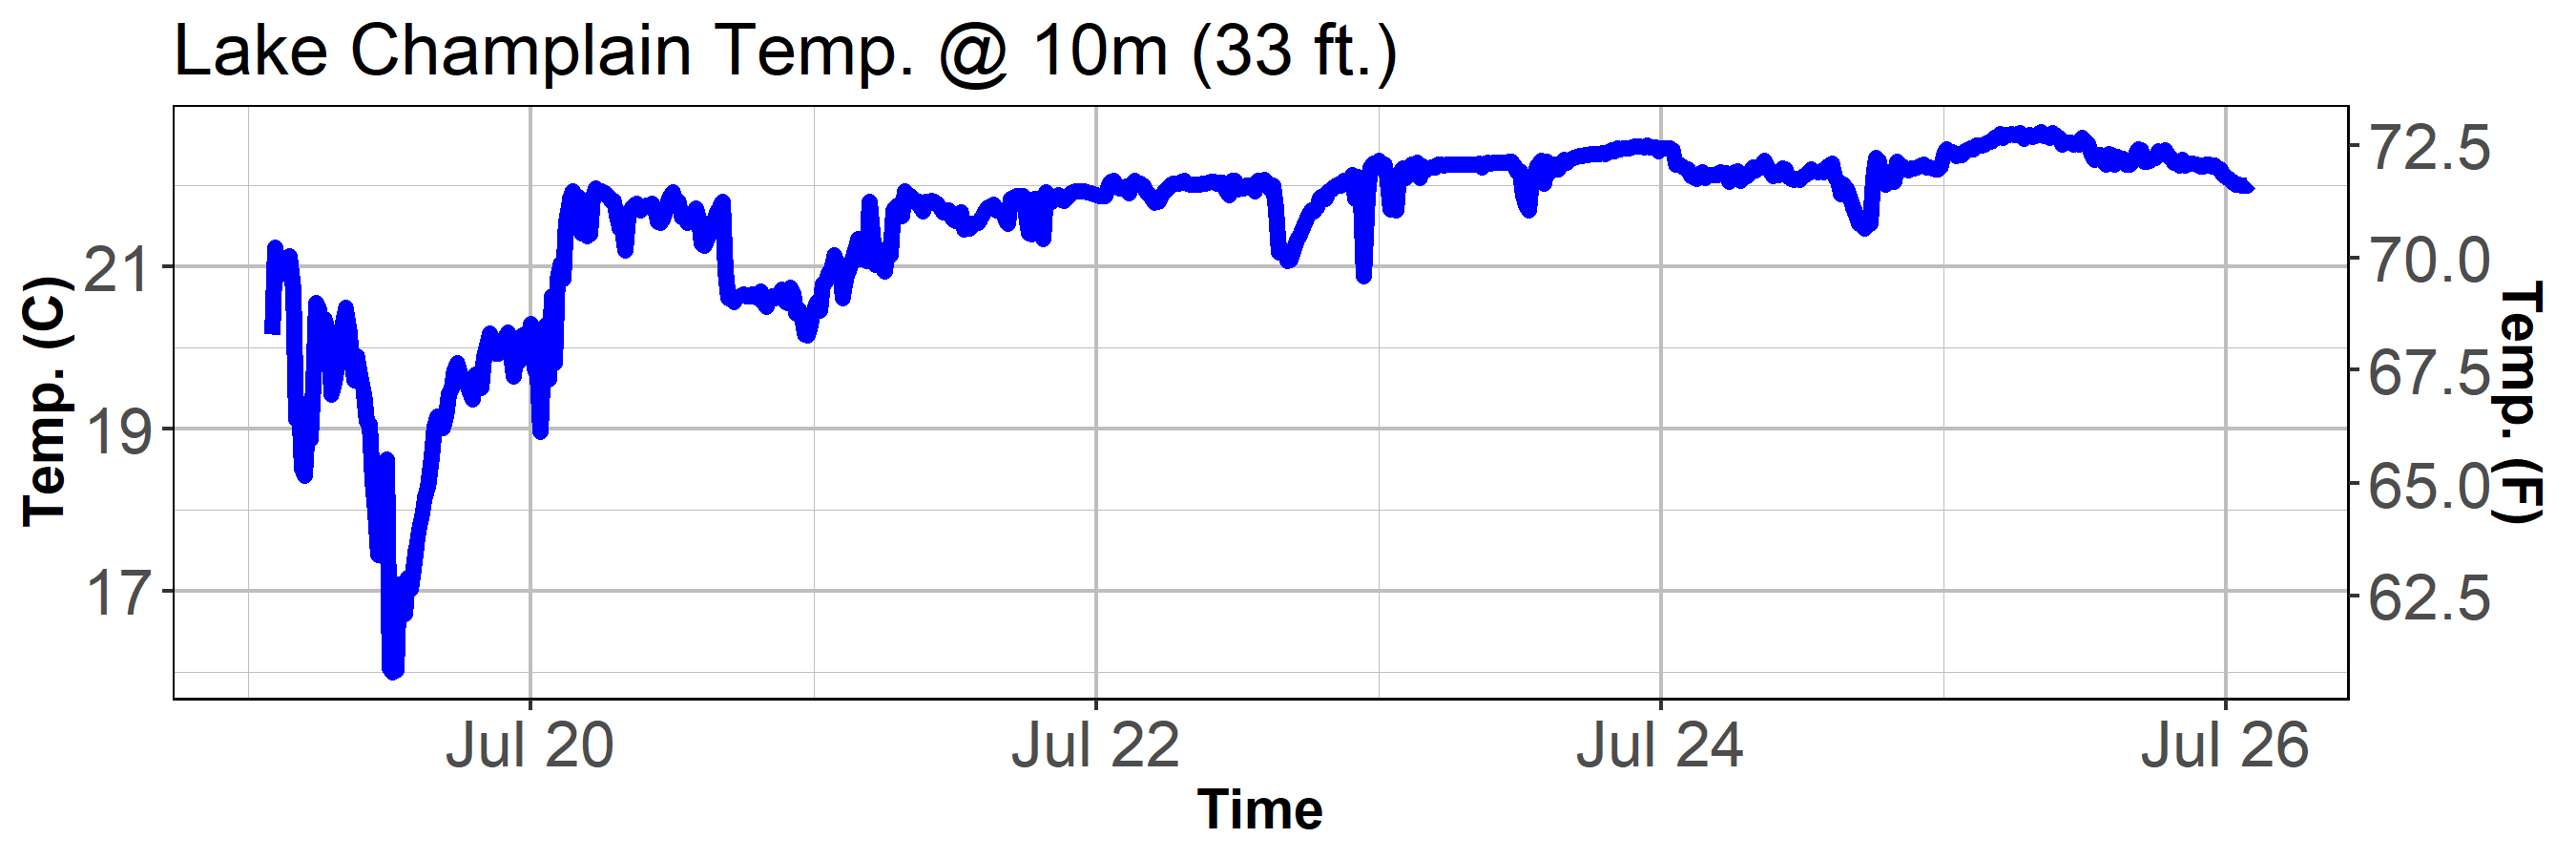 Lake Champlain Temp. @ 10m (33 ft.)
Temp. (C)
21
19
17
72.5
70.0
67.5
65.0
62.5
Temp. (F)
Jul 20
Jul 22
Jul 24
Jul 26
Time